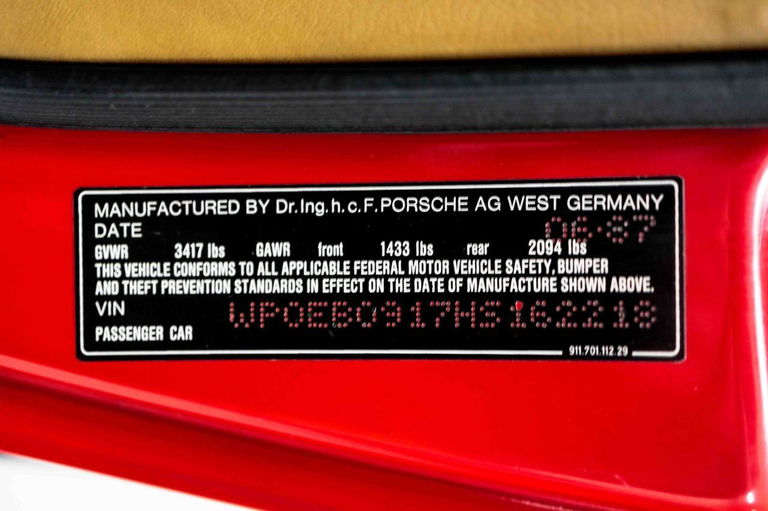 MANUFACTURED BY Dr.Ing.h.c.F.PORSCHE AG WEST GERMANY
DATE 06·87
GVWR 3417 lbs GAWR front 1433 lbs rear 2094 lbs
THIS VEHICLE CONFORMS TO ALL APPLICABLE FEDERAL MOTOR VEHICLE SAFETY, BUMPER
AND THEFT PREVENTION STANDARDS IN EFFECT ON THE DATE OF MANUFACTURE SHOWN ABOVE.
VIN WP0EB0917HS162218
PASSENGER CAR
911.701.112.29